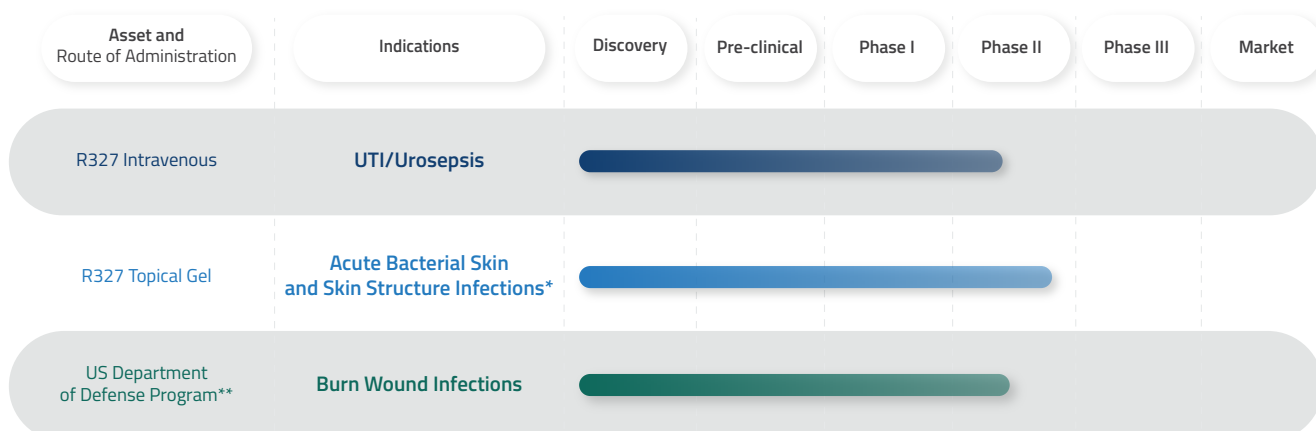 Asset and
Route of Administration
Indications
Discovery
Pre-clinical
Phase I
Phase II
Phase III
Market
R327 Intravenous
UTI/Urosepsis
R327 Topical Gel
Acute Bacterial Skin
and Skin Structure Infections*
US Department
of Defense Program**
Burn Wound Infections